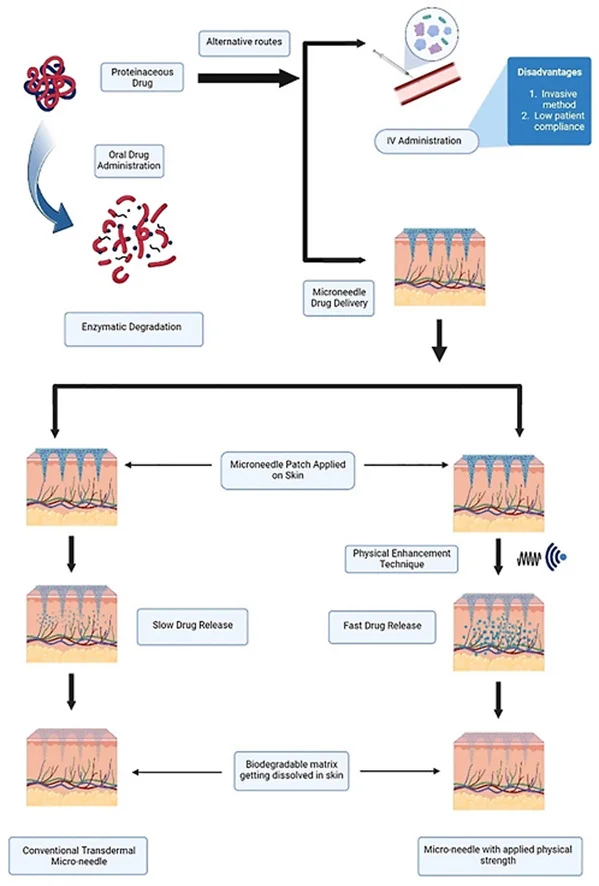 Alternative routes
Proteinaceous
Drug
Disadvantages
1. Invasive
method
2. Low patient
compliance
IV Administration
Oral Drug
Administration
Microneedle
Drug Delivery
Enzymatic Degradation
Microneedle Patch Applied
on Skin
Physical Enhancement
Technique
Slow Drug Release
Fast Drug Release
Biodegradable matrix
getting dissolved in skin
Conventional Transdermal
Micro-needle
Micro-needle with applied physical
strength